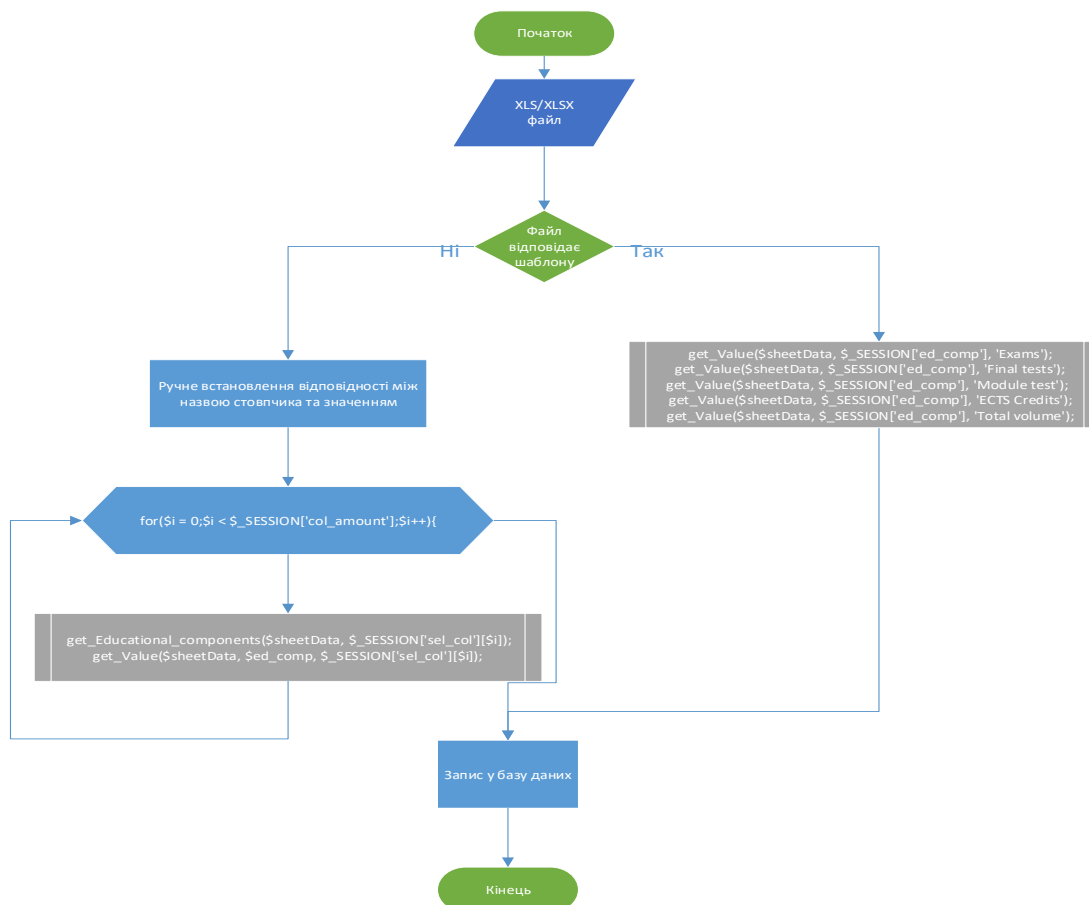 Початок
XLS/XLSX
файл
Файл
відповідає
шаблону
Ні
Так
get_Value($sheetData, $_SESSION['ed_comp'], 'Exams');
get_Value($sheetData, $_SESSION['ed_comp'], 'Final tests');
get_Value($sheetData, $_SESSION['ed_comp'], 'Module test');
get_Value($sheetData, $_SESSION['ed_comp'], 'ECTS Credits');
get_Value($sheetData, $_SESSION['ed_comp'], 'Total volume');
Ручне встановлення відповідності між
назвою стовпчика та значенням
for($i = 0;$i < $_SESSION['col_amount'];$i++){
get_Educational_components($sheetData, $_SESSION['sel_col'][$i]);
get_Value($sheetData, $ed_comp, $_SESSION['sel_col'][$i]);
Запис у базу даних
Кінець